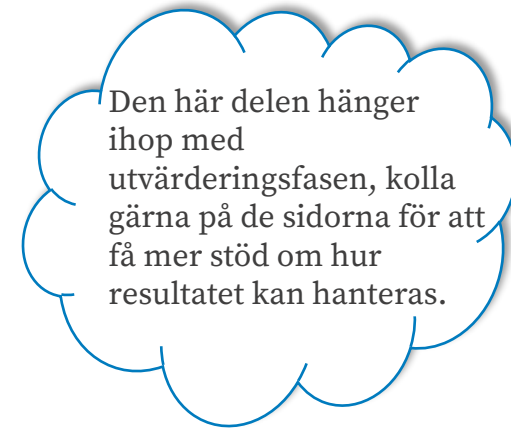 Den här delen hänger
ihop med
utvärderingsfasen, kolla
gärna på de sidorna för att
få mer stöd om hur
resultatet kan hanteras.